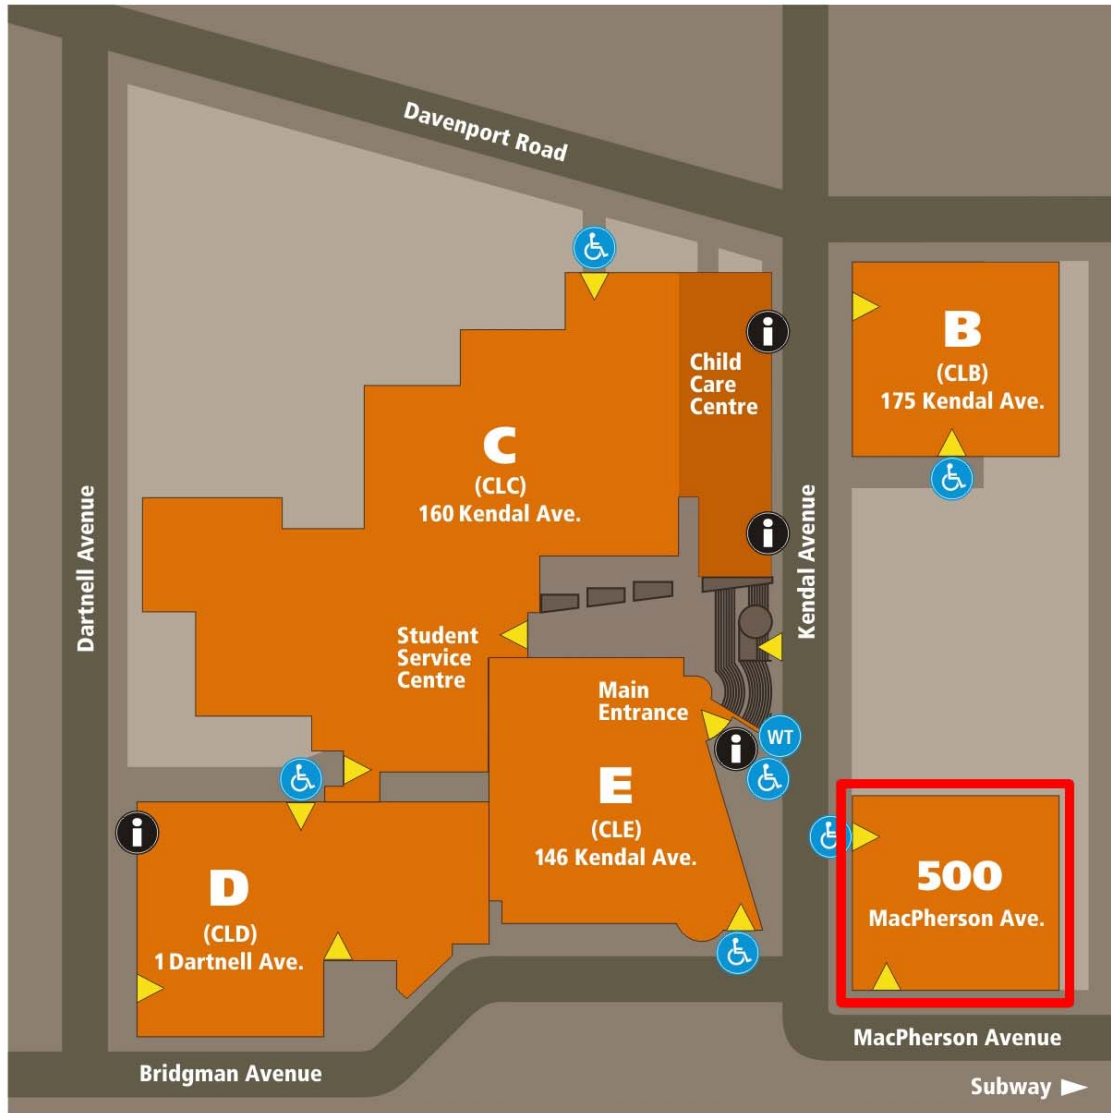 Davenport Road
B
(CLB)
175 Kendal Ave.
Child
Care
Centre
C
(CLC)
160 Kendal Ave.
Dartnell Avenue
Kendal Avenue
Student
Service
Centre
Main
Entrance
WT
i
i
i
i
E
(CLE)
146 Kendal Ave.
D
(CLD)
1 Dartnell Ave.
500
MacPherson Ave.
MacPherson Avenue
Bridgman Avenue
Subway